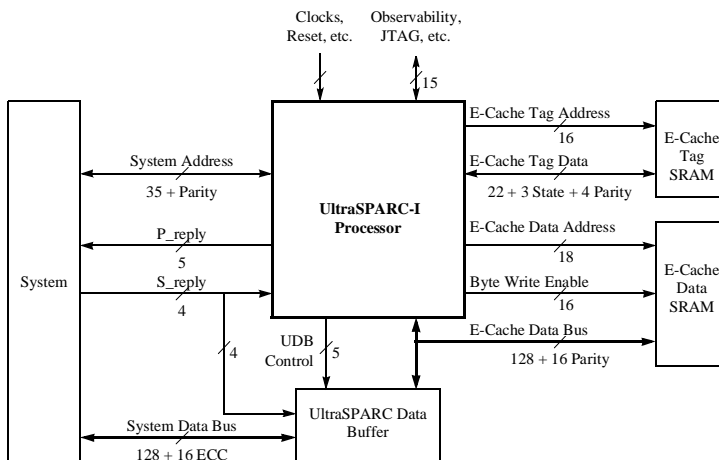 Clocks,
Reset, etc.
Observability,
JTAG, etc.
15
E-Cache Tag Address
16
E-Cache
Tag
SRAM
System Address
35 + Parity
E-Cache Tag Data
22 + 3 State + 4 Parity
UltraSPARC-I
Processor
P_reply
5
E-Cache Data Address
18
System
S_reply
4
Byte Write Enable
16
E-Cache
Data
SRAM
4
UDB
Control
5
E-Cache Data Bus
128 + 16 Parity
System Data Bus
128 + 16 ECC
UltraSPARC Data
Buffer